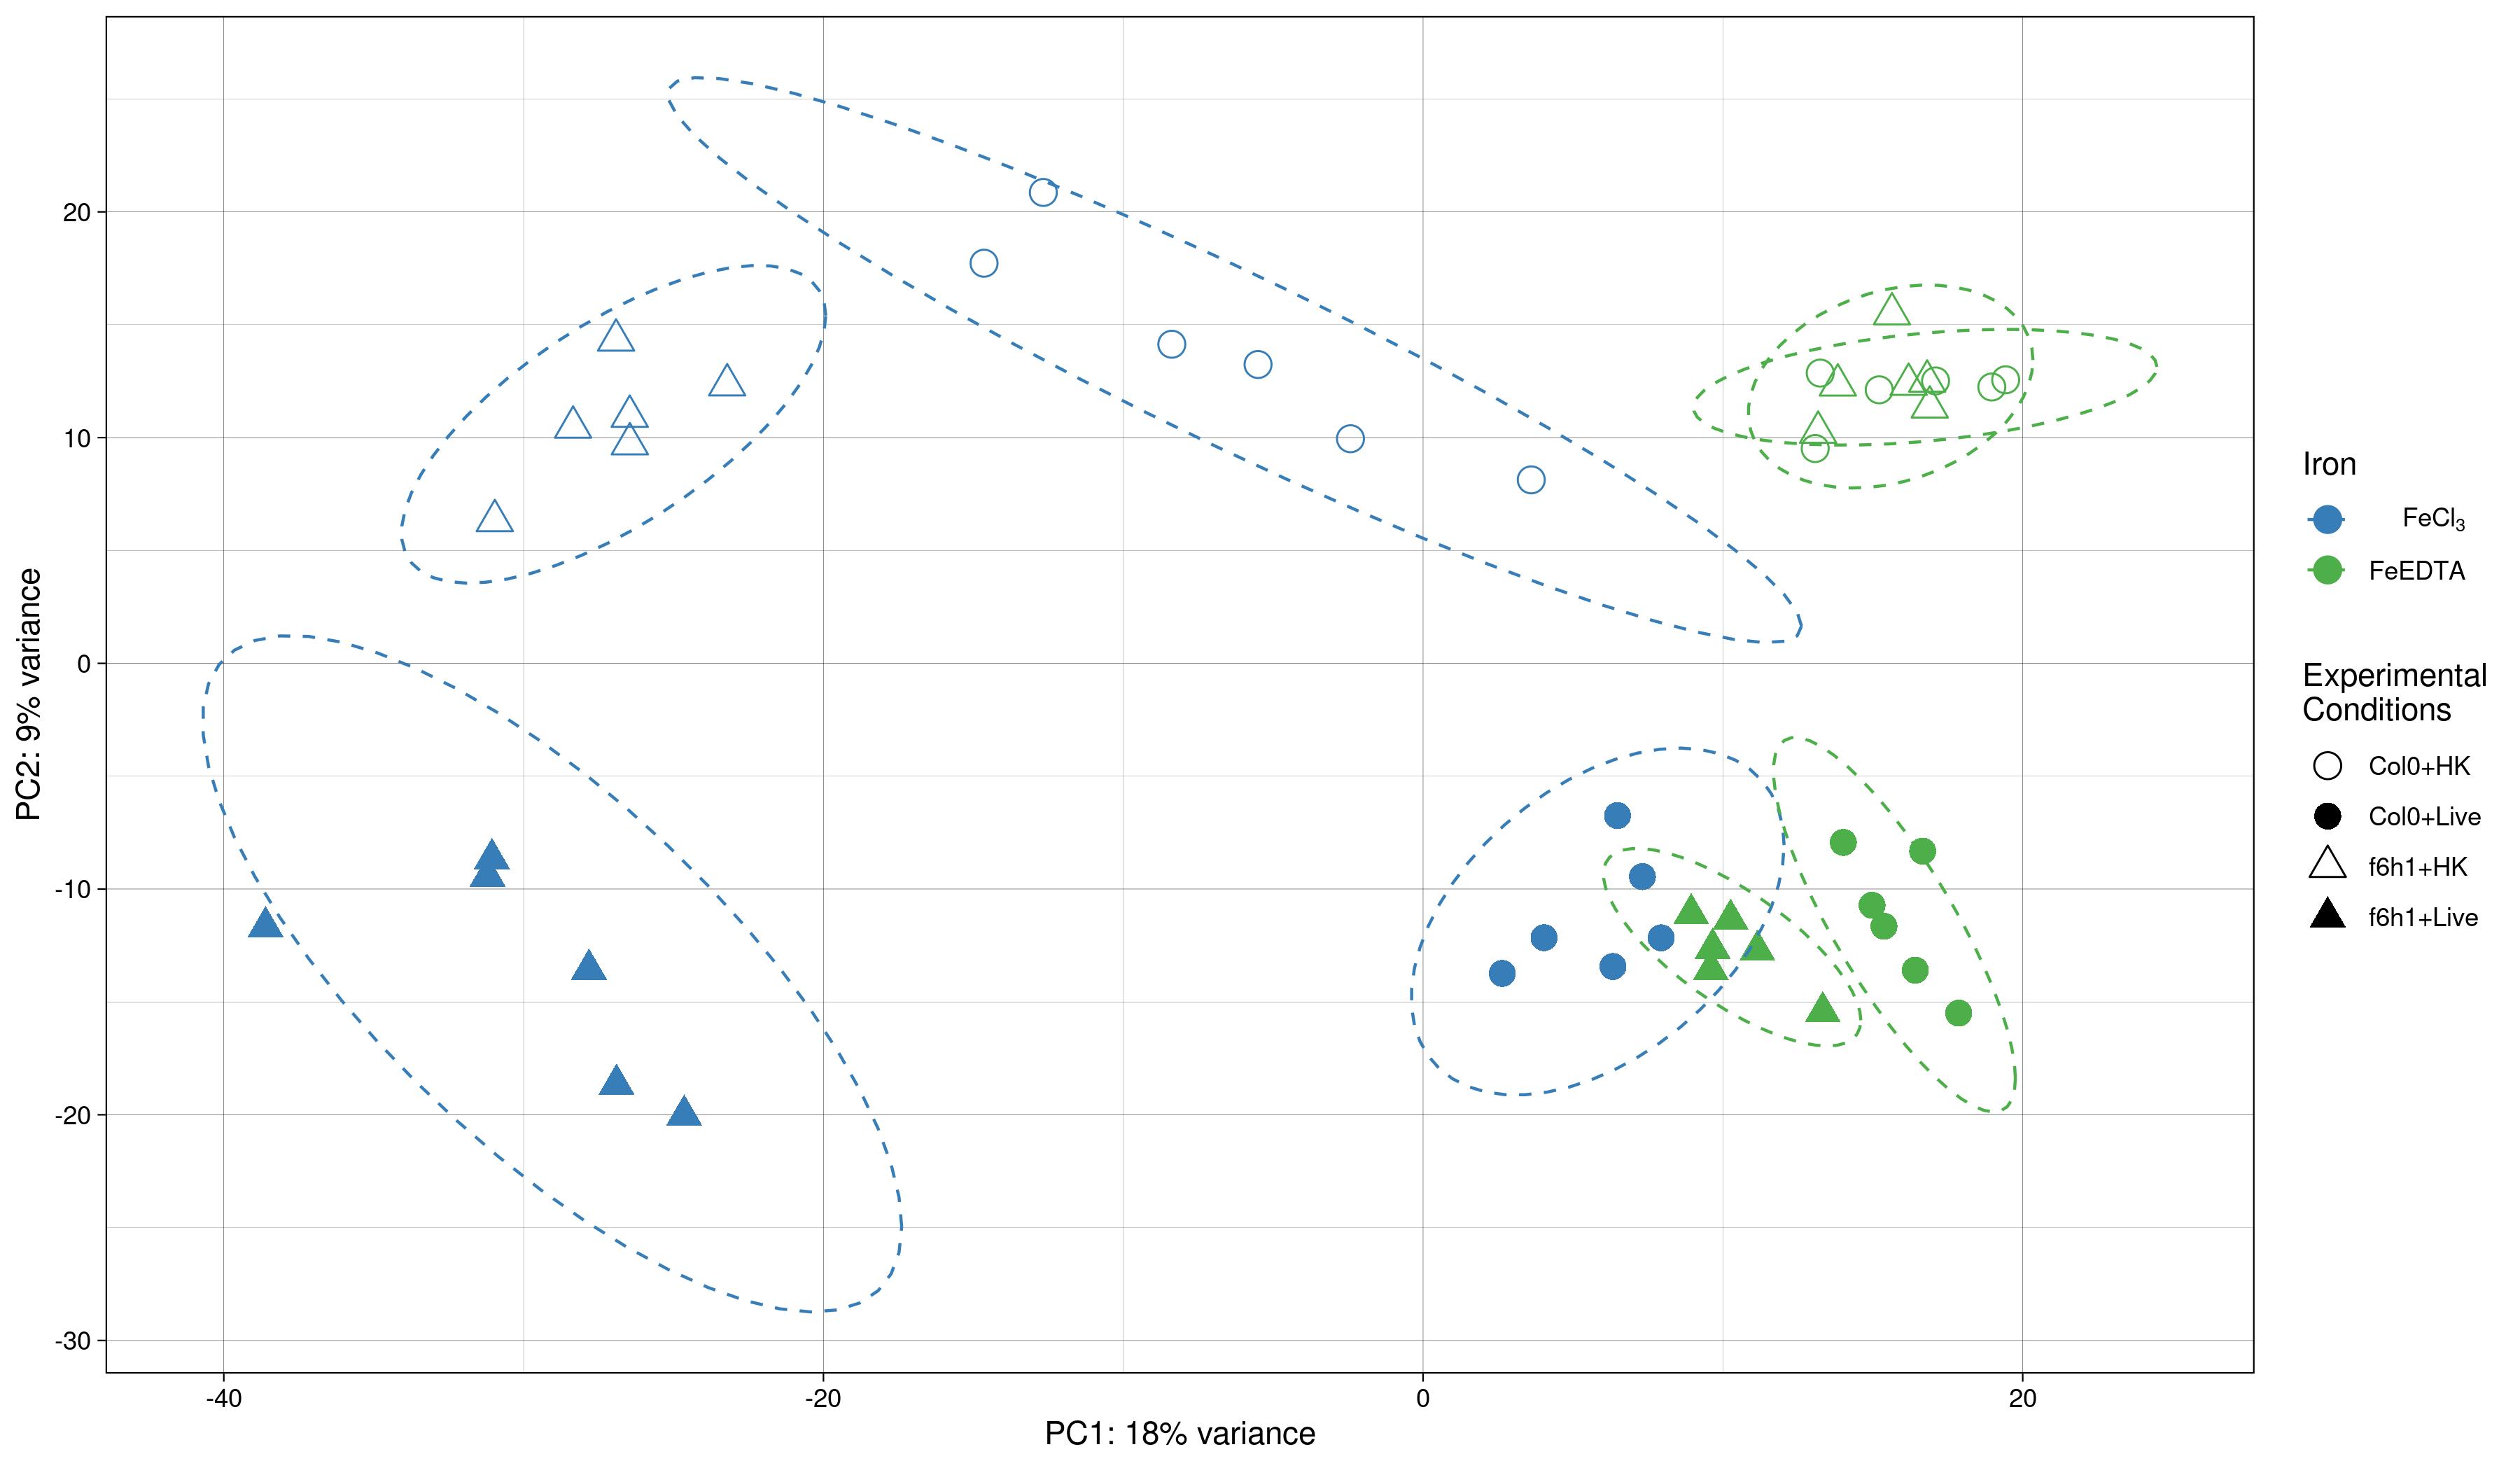 PC2: 9% variance
20
10
0
-10
-20
-30
-40
-20
0
20
PC1: 18% variance
Iron
FeCl₃
FeEDTA
Experimental
Conditions
Col0+HK
Col0+Live
f6h1+HK
f6h1+Live